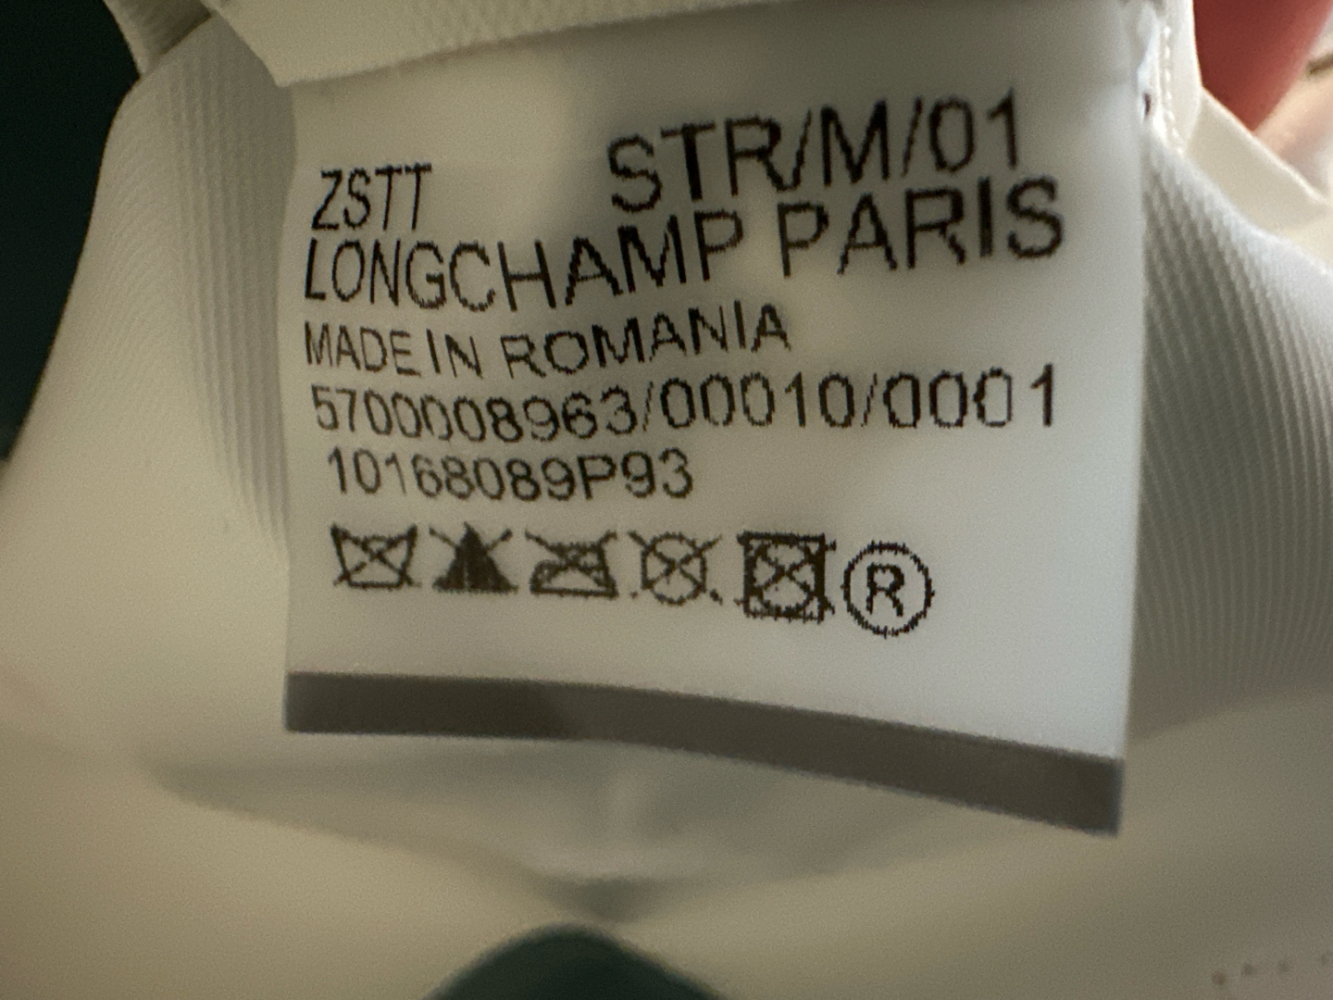 STR/M/01
ZSTT
LONGCHAMP PARIS
MADE IN ROMANIA
5700008963/00010/0001
10168089P93
®